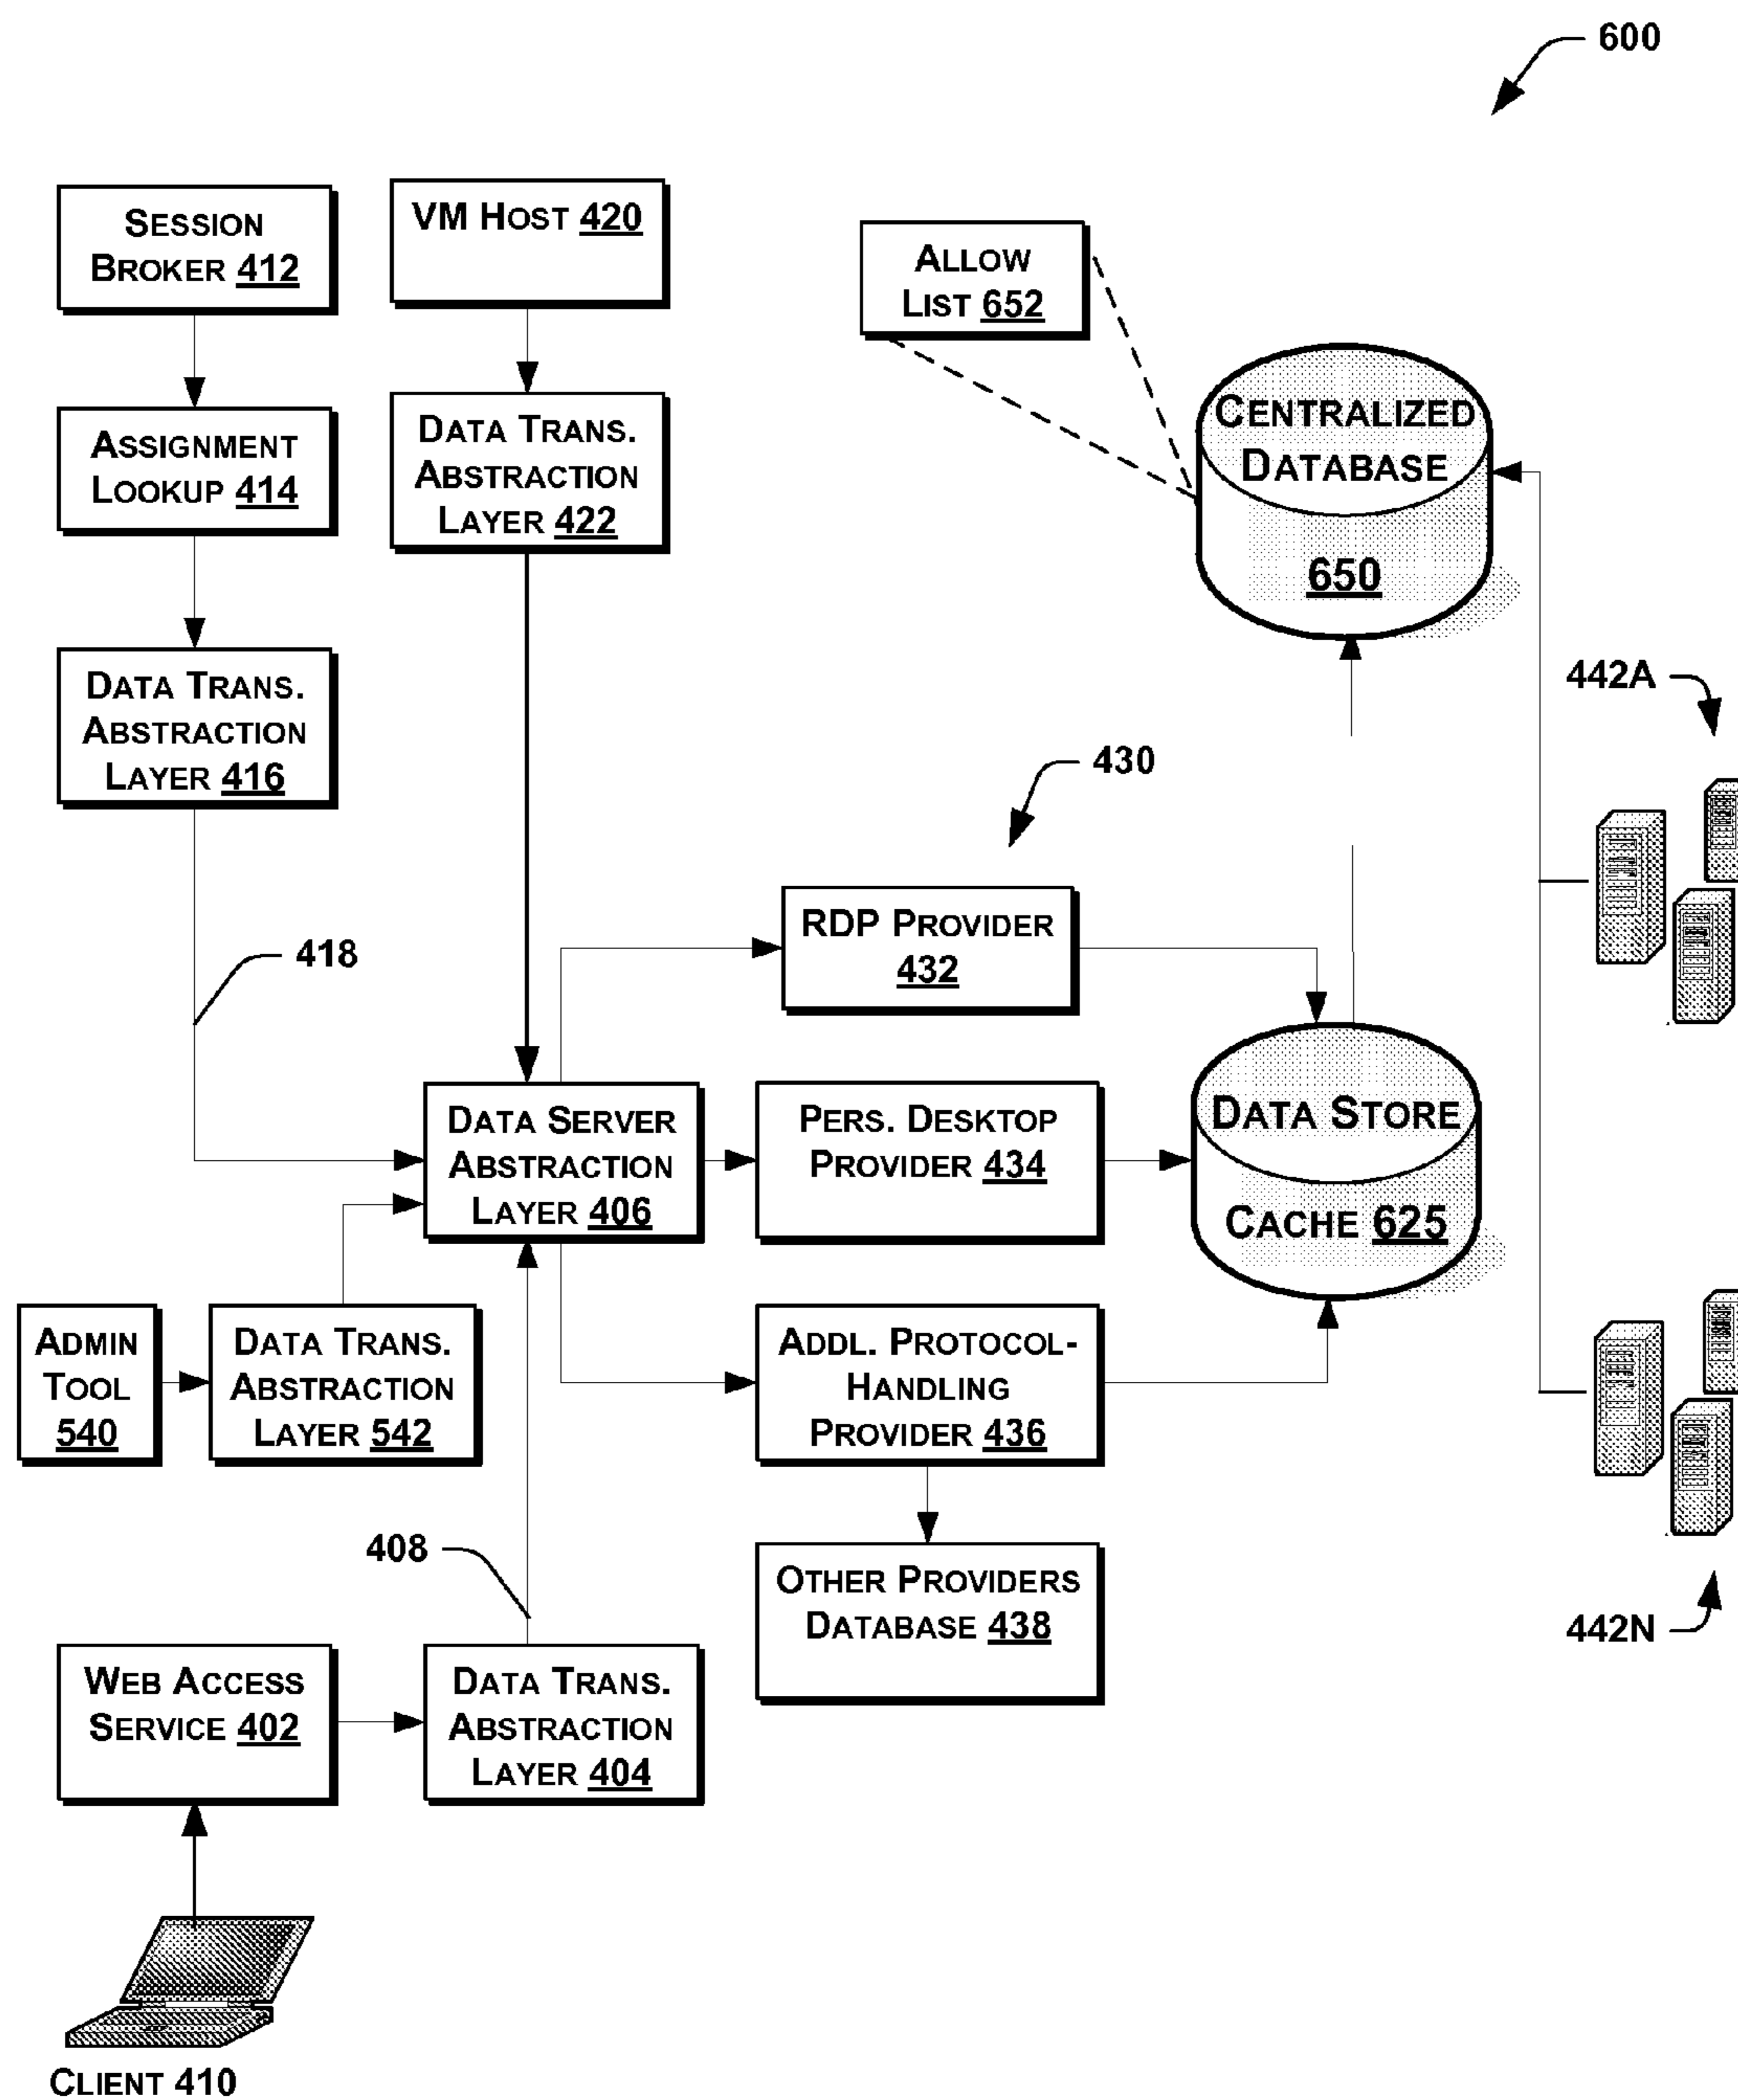 600
SESSION
BROKER 412
VM HOST 420
ALLOW
LIST 652
CENTRALIZED
DATABASE
650
ASSIGNMENT
LOOKUP 414
DATA TRANS.
ABSTRACTION
LAYER 422
DATA TRANS.
ABSTRACTION
LAYER 416
442A
430
418
RDP PROVIDER
432
DATA SERVER
ABSTRACTION
LAYER 406
PERS. DESKTOP
PROVIDER 434
DATA STORE
CACHE 625
ADMIN
TOOL
540
DATA TRANS.
ABSTRACTION
LAYER 542
ADDL. PROTOCOL-
HANDLING
PROVIDER 436
408
OTHER PROVIDERS
DATABASE 438
442N
WEB ACCESS
SERVICE 402
DATA TRANS.
ABSTRACTION
LAYER 404
CLIENT 410